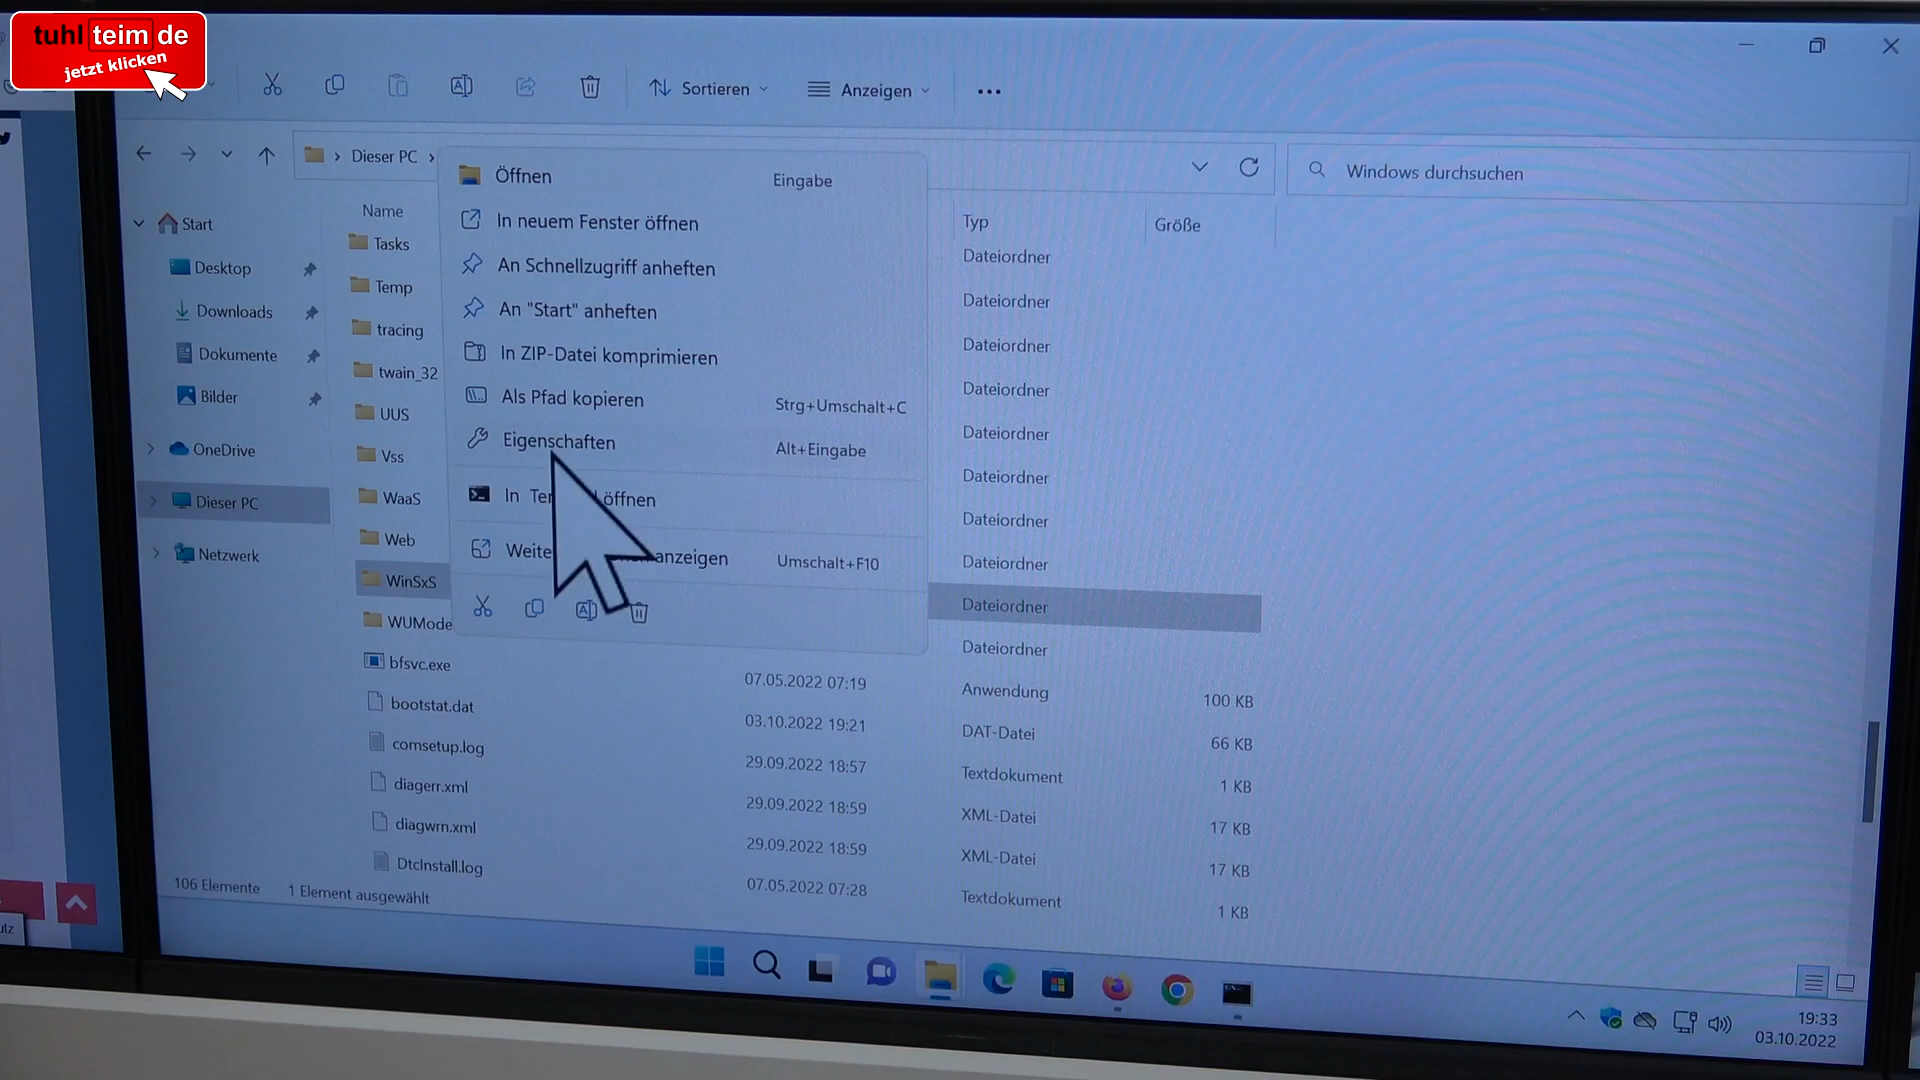 tuhl teim de
jetzt klicken
Sortieren
Anzeigen
Dieser PC
Windows durchsuchen
Start
Desktop
Downloads
Dokumente
Bilder
OneDrive
Dieser PC
Netzwerk
Name
Typ
Größe
Tasks
Dateiordner
Temp
Dateiordner
tracing
Dateiordner
twain_32
Dateiordner
UUS
Dateiordner
Vss
Dateiordner
WaaS
Dateiordner
Web
Dateiordner
WinSxS
Dateiordner
WUMode
Dateiordner
bfsvc.exe 07.05.2022 07:19 Anwendung 100 KB
bootstat.dat 03.10.2022 19:21 DAT-Datei 66 KB
comsetup.log 29.09.2022 18:57 Textdokument 1 KB
diagerr.xml 29.09.2022 18:59 XML-Datei 17 KB
diagwrn.xml 29.09.2022 18:59 XML-Datei 17 KB
DtcInstall.log 07.05.2022 07:28 Textdokument 1 KB
Öffnen Eingabe
In neuem Fenster öffnen
An Schnellzugriff anheften
An "Start" anheften
In ZIP-Datei komprimieren
Als Pfad kopieren Strg+Umschalt+C
Eigenschaften Alt+Eingabe
In Ter öffnen
Weite anzeigen Umschalt+F10
106 Elemente 1 Element ausgewählt
19:33
03.10.2022